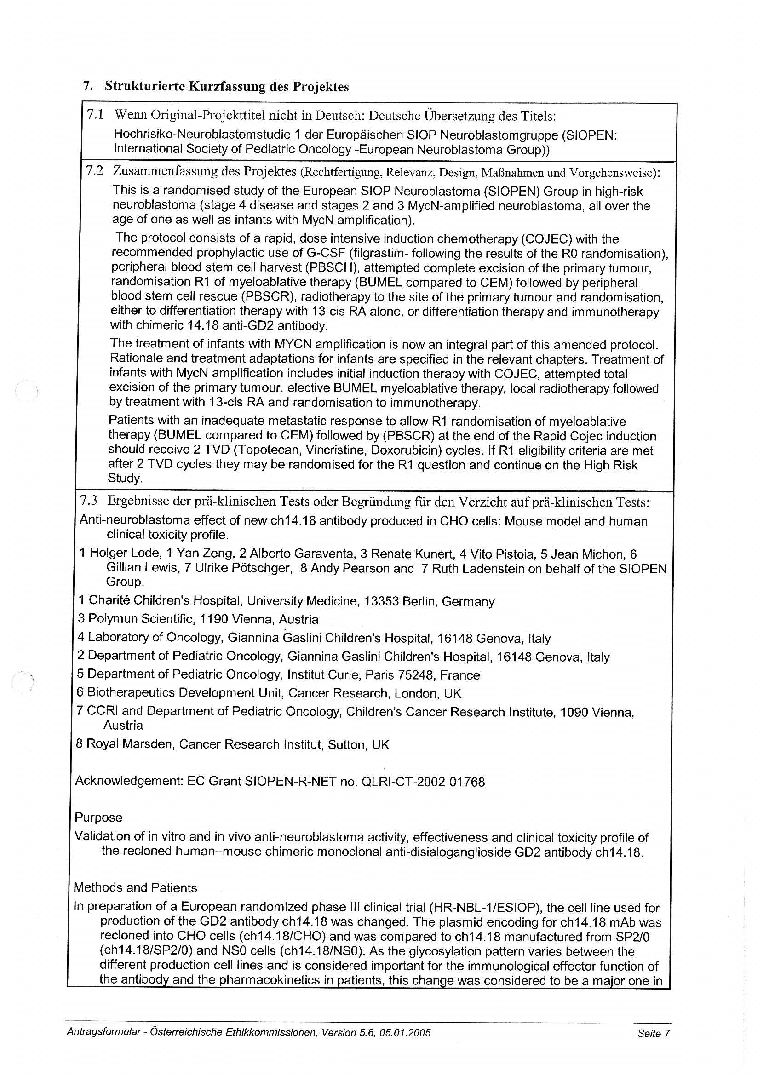 7. Strukturierte Kurzfassung des Projektes
7.1 Wenn Original-Projekttitel nicht in Deutsch: Deutsche Übersetzung des Titels:
Hochrisiko-Neuroblastomstudie 1 der Europäischen SIOP Neuroblastomgruppe (SIOPEN:
International Society of Pediatric Oncology -European Neuroblastoma Group))
7.2 Zusammenfassung des Projektes (Rechtfertigung, Relevanz, Design, Maßnahmen und Vorgehensweise):
This is a randomised study of the European SIOP Neuroblastoma (SIOPEN) Group in high-risk
neuroblastoma (stage 4 disease and stages 2 and 3 MycN-amplified neuroblastoma, all over the
age of one as well as infants with MycN amplification).
The protocol consists of a rapid, dose intensive induction chemotherapy (COJEC) with the
recommended prophylactic use of G-CSF (filgrastim- following the results of the R0 randomisation),
peripheral blood stem cell harvest (PBSCH), attempted complete excision of the primary tumour,
randomisation R1 of myeloablative therapy (BUMEL compared to CEM) followed by peripheral
blood stem cell rescue (PBSCR), radiotherapy to the site of the primary tumour and randomisation,
either to differentiation therapy with 13 cis RA alone, or differentiation therapy and immunotherapy
with chimeric 14.18 anti-GD2 antibody.
The treatment of infants with MYCN amplification is now an integral part of this amended protocol.
Rationale and treatment adaptations for infants are specified in the relevant chapters. Treatment of
infants with MycN amplification includes initial induction therapy with COJEC, attempted total
excision of the primary tumour, elective BUMEL myeloablative therapy, local radiotherapy followed
by treatment with 13-cis RA and randomisation to immunotherapy.
Patients with an inadequate metastatic response to allow R1 randomisation of myeloablative
therapy (BUMEL compared to CEM) followed by (PBSCR) at the end of the Rapid Cojec Induction
should receive 2 TVD (Topotecan, Vincristine, Doxorubicin) cycles. If R1 eligibility criteria are met
after 2 TVD cycles they may be randomised for the R1 question and continue on the High Risk
Study.
7.3 Ergebnisse der prä-klinischen Tests oder Begründung für den Verzicht auf prä-klinischen Tests:
Anti-neuroblastoma effect of new ch14.18 antibody produced in CHO cells: Mouse model and human
clinical toxicity profile.
1 Holger Lode, 1 Yan Zeng, 2 Alberto Garaventa, 3 Renate Kunert, 4 Vito Pistoia, 5 Jean Michon, 6
Gillian Lewis, 7 Ulrike Pötschger, 8 Andy Pearson and 7 Ruth Ladenstein on behalf of the SIOPEN
Group.
1 Charité Children's Hospital, University Medicine, 13353 Berlin, Germany
3 Polymun Scientific, 1190 Vienna, Austria
4 Laboratory of Oncology, Giannina Gaslini Children's Hospital, 16148 Genova, Italy
2 Department of Pediatric Oncology, Giannina Gaslini Children's Hospital, 16148 Genova, Italy
5 Department of Pediatric Oncology, Institut Curie, Paris 75248, France
6 Biotherapeutics Development Unit, Cancer Research, London, UK
7 CCRI and Department of Pediatric Oncology, Children's Cancer Research Institute, 1090 Vienna,
Austria
8 Royal Marsden, Cancer Research Institut, Sutton, UK
Acknowledgement: EC Grant SIOPEN-R-NET no. QLRI-CT-2002 01768
Purpose
Validation of in vitro and in vivo anti-neuroblastoma activity, effectiveness and clinical toxicity profile of
the recloned human–mouse chimeric monoclonal anti-disialoganglioside GD2 antibody ch14.18.
Methods and Patients
In preparation of a European randomized phase III clinical trial (HR-NBL-1/ESIOP), the cell line used for
production of the GD2 antibody ch14.18 was changed. The plasmid encoding for ch14.18 mAb was
recloned into CHO cells (ch14.18/CHO) and was compared to ch14.18 manufactured from SP2/0
(ch14.18/SP2/0) and NS0 cells (ch14.18/NS0). As the glycosylation pattern varies between the
different production cell lines and is considered important for the immunological effector function of
the antibody and the pharmacokinetics in patients, this change was considered to be a major one in
Antragsformular - Österreichische Ethikkommissionen, Version 5.6, 05.01.2005 Seite 7